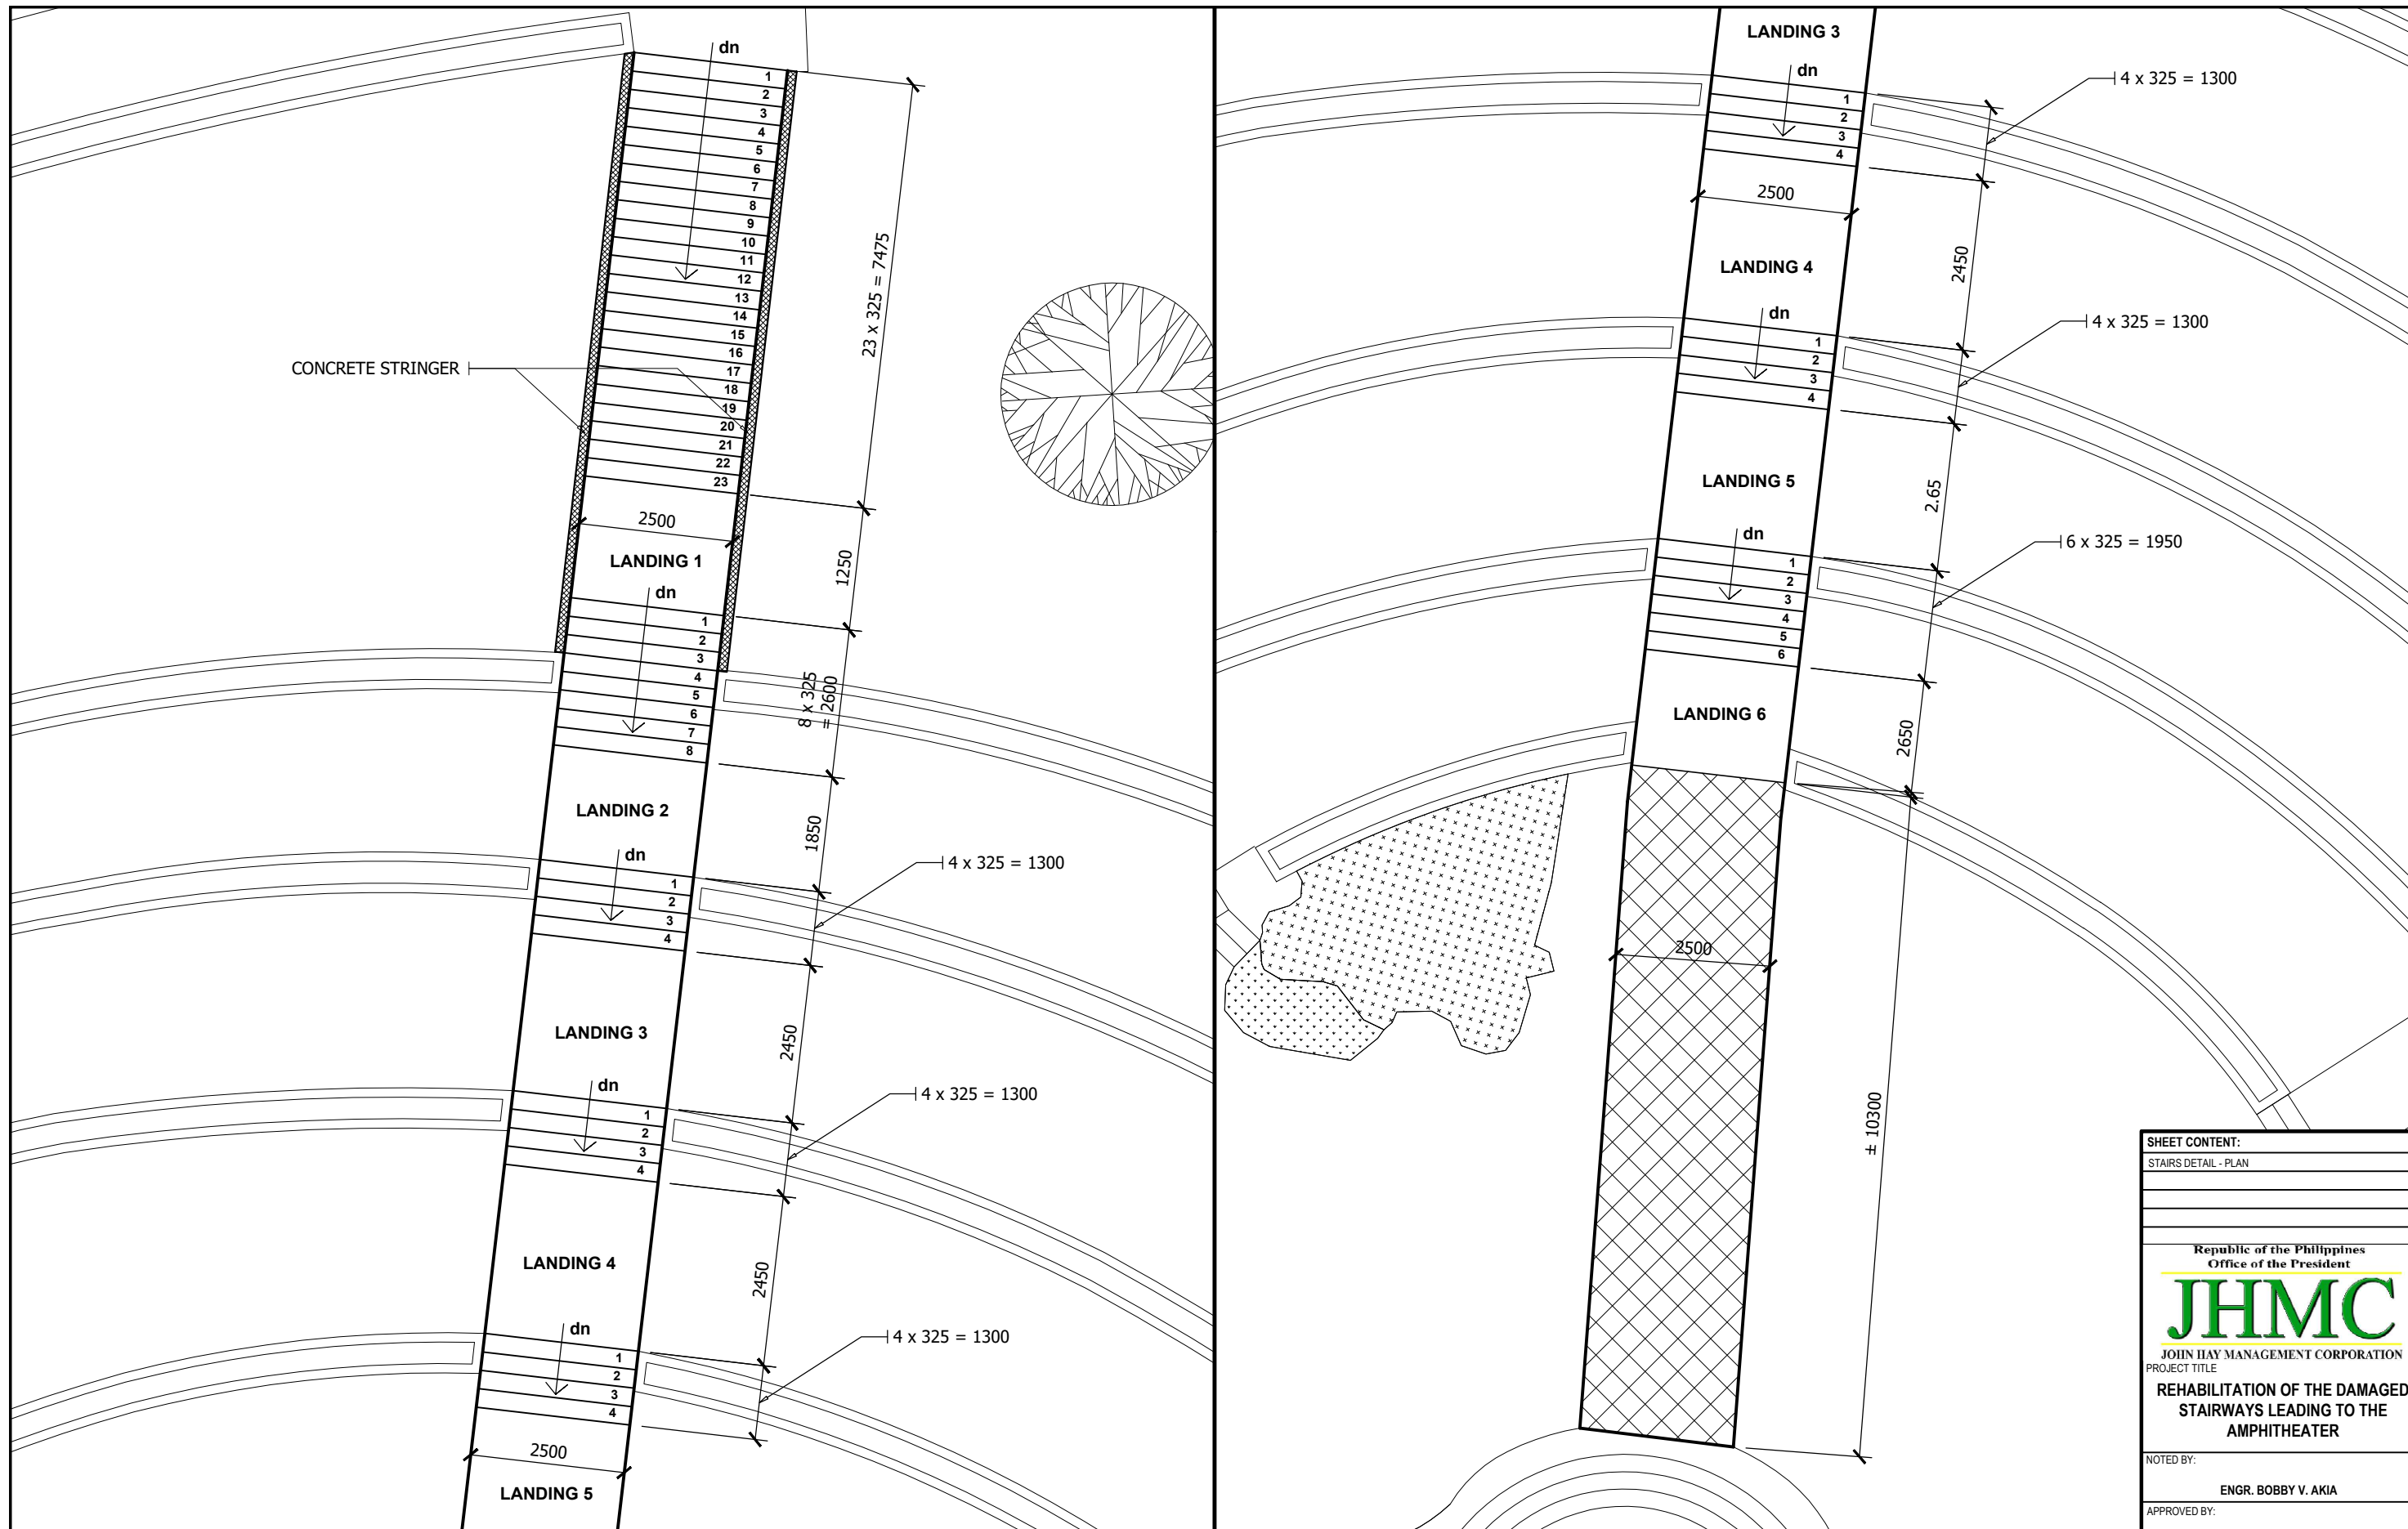 dn
1
2
3
4
5
6
7
8
9
10
11
12
13
14
15
16
17
18
19
20
21
22
23
23 x 325 = 7475
CONCRETE STRINGER
2500
LANDING 1
1250
dn
1
2
3
4
5
6
7
8
8 x 325
= 2600
LANDING 2
1850
dn
1
2
3
4
4 x 325 = 1300
LANDING 3
2450
dn
1
2
3
4
4 x 325 = 1300
LANDING 4
2450
dn
1
2
3
4
4 x 325 = 1300
2500
LANDING 5
LANDING 3
dn
1
2
3
4
4 x 325 = 1300
2500
2450
LANDING 4
dn
1
2
3
4
4 x 325 = 1300
LANDING 5
2.65
dn
1
2
3
4
5
6
6 x 325 = 1950
LANDING 6
2650
2500
± 10300
SHEET CONTENT:
STAIRS DETAIL - PLAN
Republic of the Philippines
Office of the President
JHMC
JOHN HAY MANAGEMENT CORPORATION
PROJECT TITLE
REHABILITATION OF THE DAMAGED
STAIRWAYS LEADING TO THE
AMPHITHEATER
NOTED BY:
ENGR. BOBBY V. AKIA
APPROVED BY: